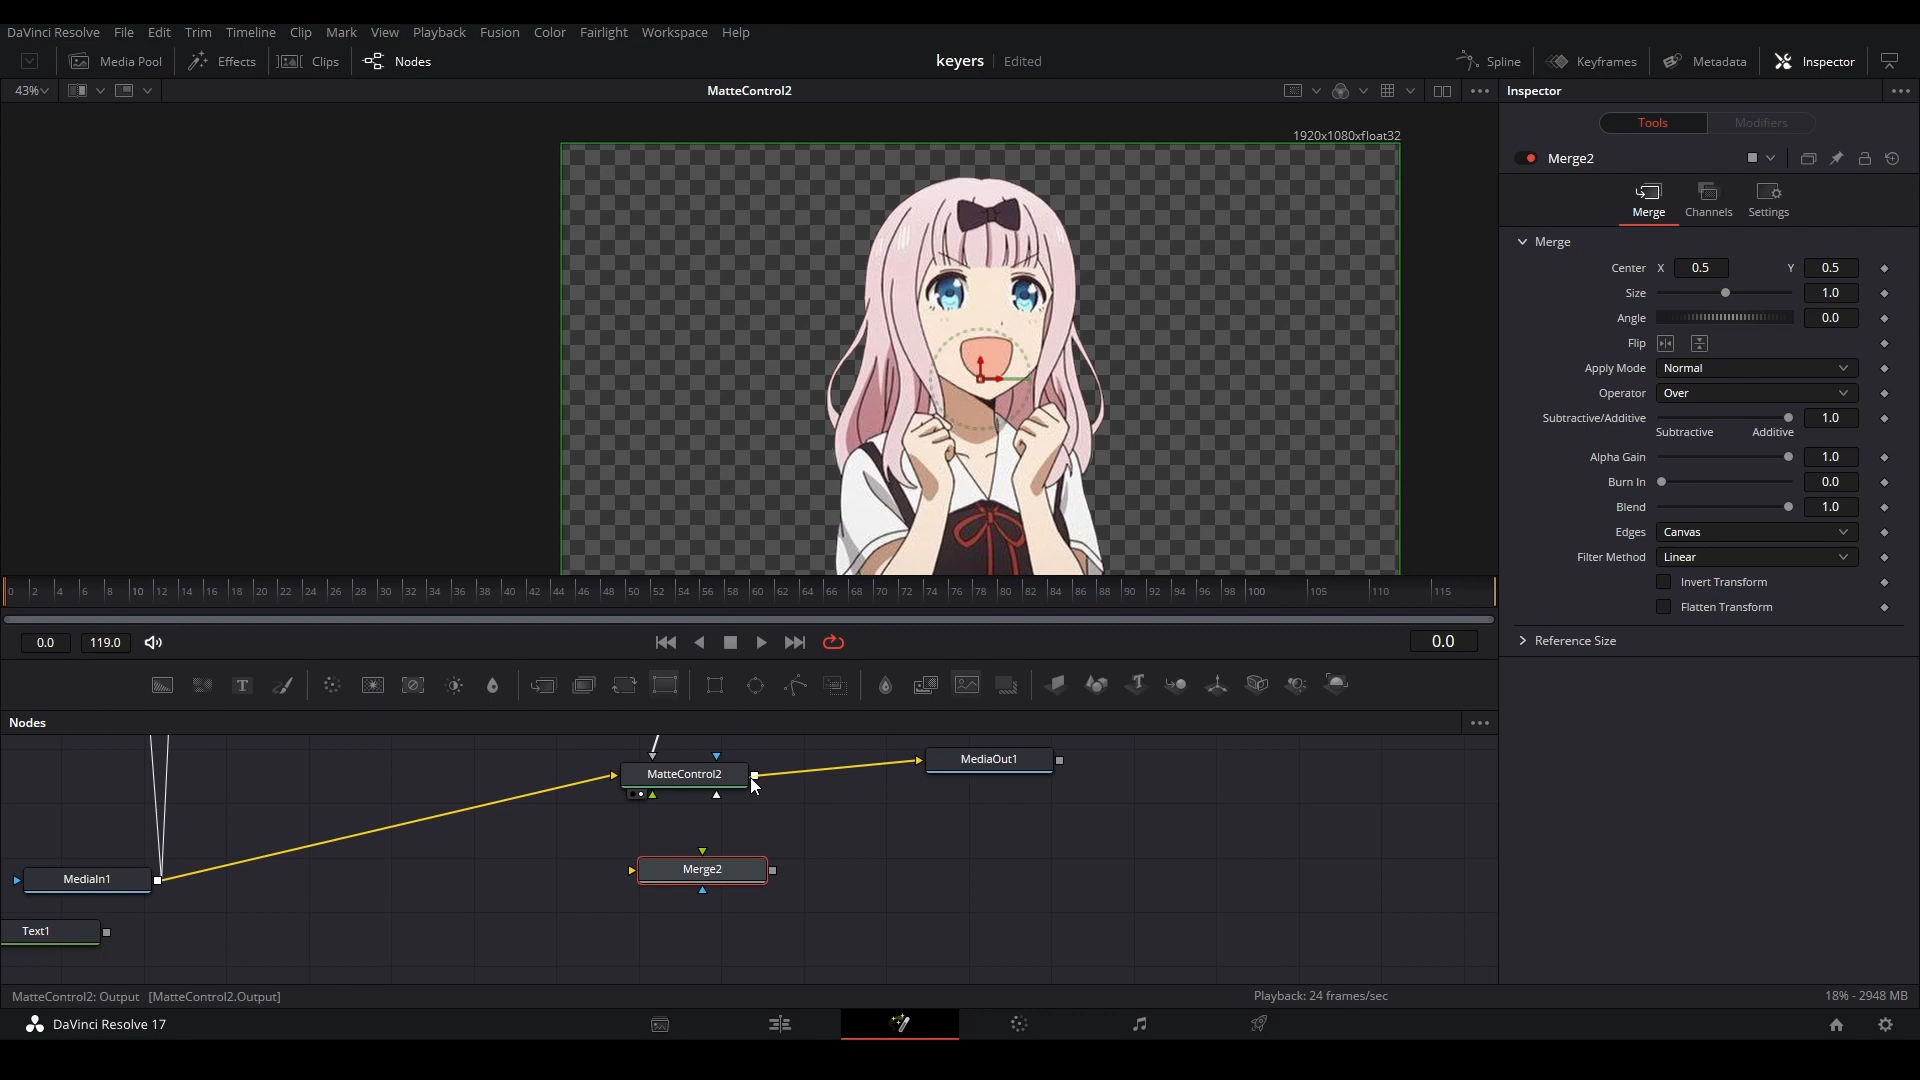 DaVinci Resolve File Edit Trim Timeline Clip Mark View Playback Fusion Color Fairlight Workspace Help
Media Pool Effects Clips Nodes keyers Edited Spline Keyframes Metadata Inspector
43% MatteControl2 Inspector
1920x1080xfloat32
Tools Modifiers
Merge2
Merge Channels Settings
Merge
Center X 0.5 Y 0.5
Size 1.0
Angle 0.0
Flip
Apply Mode Normal
Operator Over
Subtractive/Additive 1.0
Subtractive Additive
Alpha Gain 1.0
Burn In 0.0
Blend 1.0
Edges Canvas
Filter Method Linear
Invert Transform
Flatten Transform
Reference Size
0 2 4 6 8 10 12 14 16 18 20 22 24 26 28 30 32 34 36 38 40 42 44 46 48 50 52 54 56 58 60 62 64 66 68 70 72 74 76 78 80 82 84 86 88 90 92 94 96 98 100 105 110 115
0.0 119.0 0.0
T
Nodes
MatteControl2 MediaOut1
Merge2
MediaIn1
Text1
MatteControl2: Output [MatteControl2.Output] Playback: 24 frames/sec 18% - 2948 MB
DaVinci Resolve 17